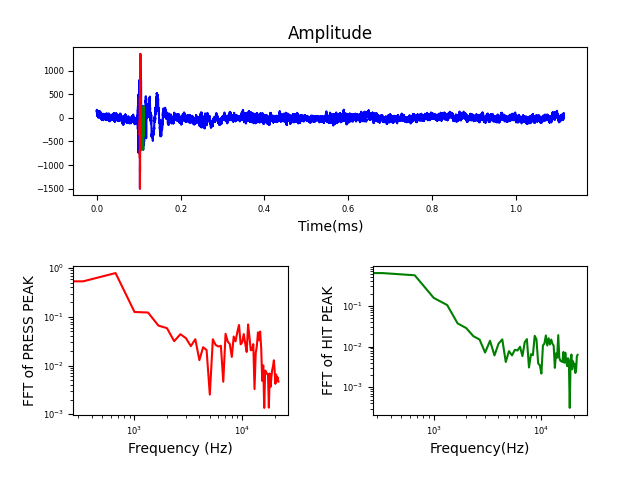 Amplitude
1000
500
0
−500
−1000
−1500
0.0 0.2 0.4 0.6 0.8 1.0
Time(ms)
FFT of PRESS PEAK
10⁰
10⁻¹
10⁻²
10⁻³
10³ 10⁴
Frequency (Hz)
FFT of HIT PEAK
10⁻¹
10⁻²
10⁻³
10³ 10⁴
Frequency(Hz)